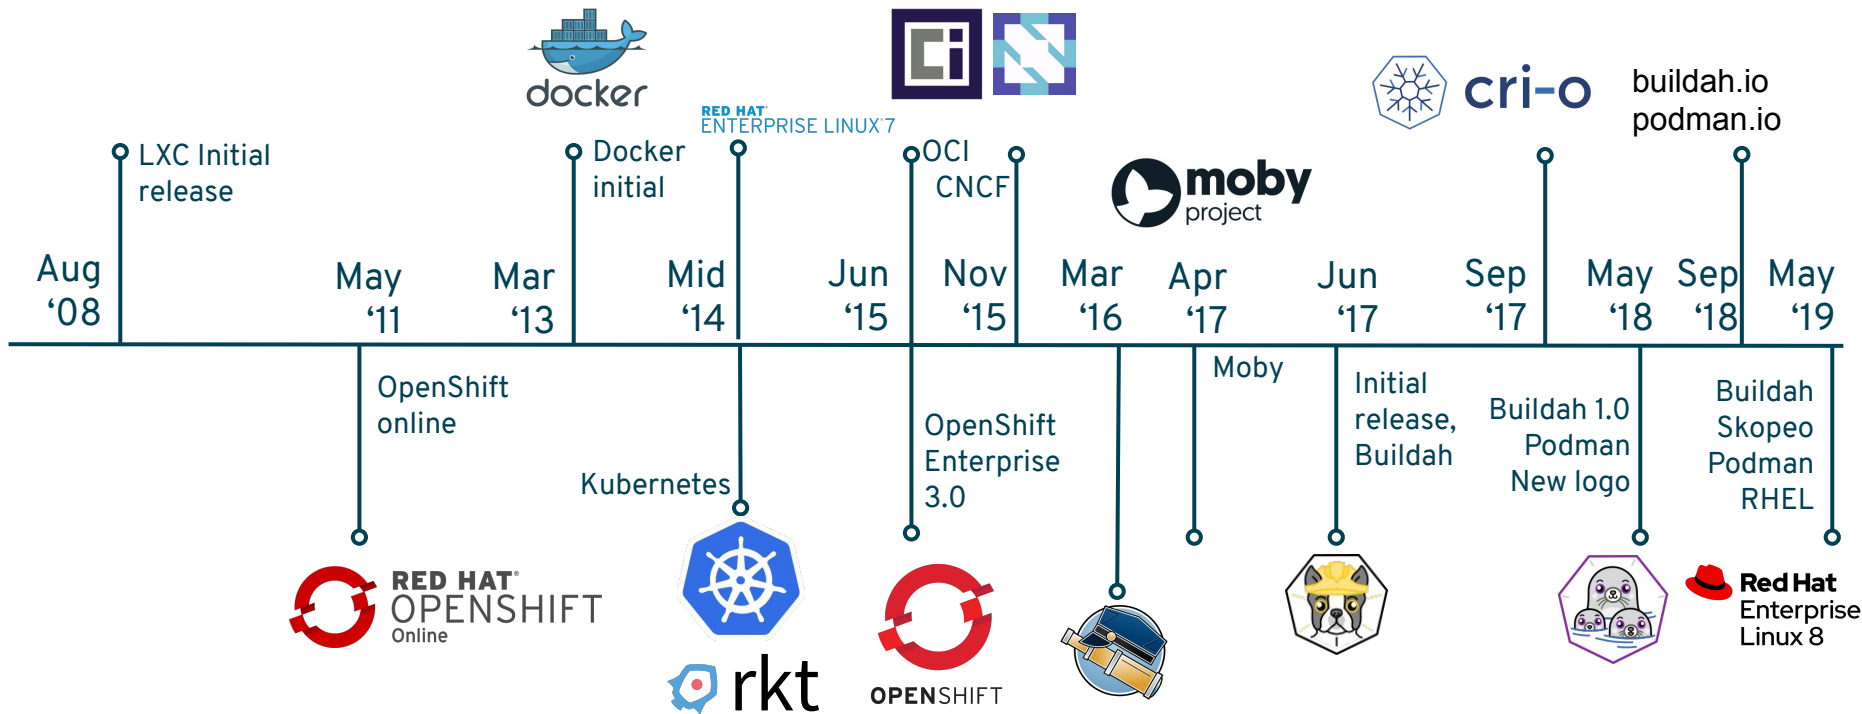 docker
RED HAT®
ENTERPRISE LINUX® 7
Ci
cri-o
buildah.io
podman.io
LXC Initial
release
Docker
initial
OCI
CNCF
moby
project
Aug
‘08
May
‘11
Mar
‘13
Mid
‘14
Jun
‘15
Nov
‘15
Mar
‘16
Apr
‘17
Jun
‘17
Sep
‘17
May
‘18
Sep
‘18
May
‘19
OpenShift
online
Kubernetes
OpenShift
Enterprise
3.0
Moby
Initial
release,
Buildah
Buildah 1.0
Podman
New logo
Buildah
Skopeo
Podman
RHEL
RED HAT®
OPENSHIFT
Online
rkt
OPENSHIFT
Red Hat
Enterprise
Linux 8